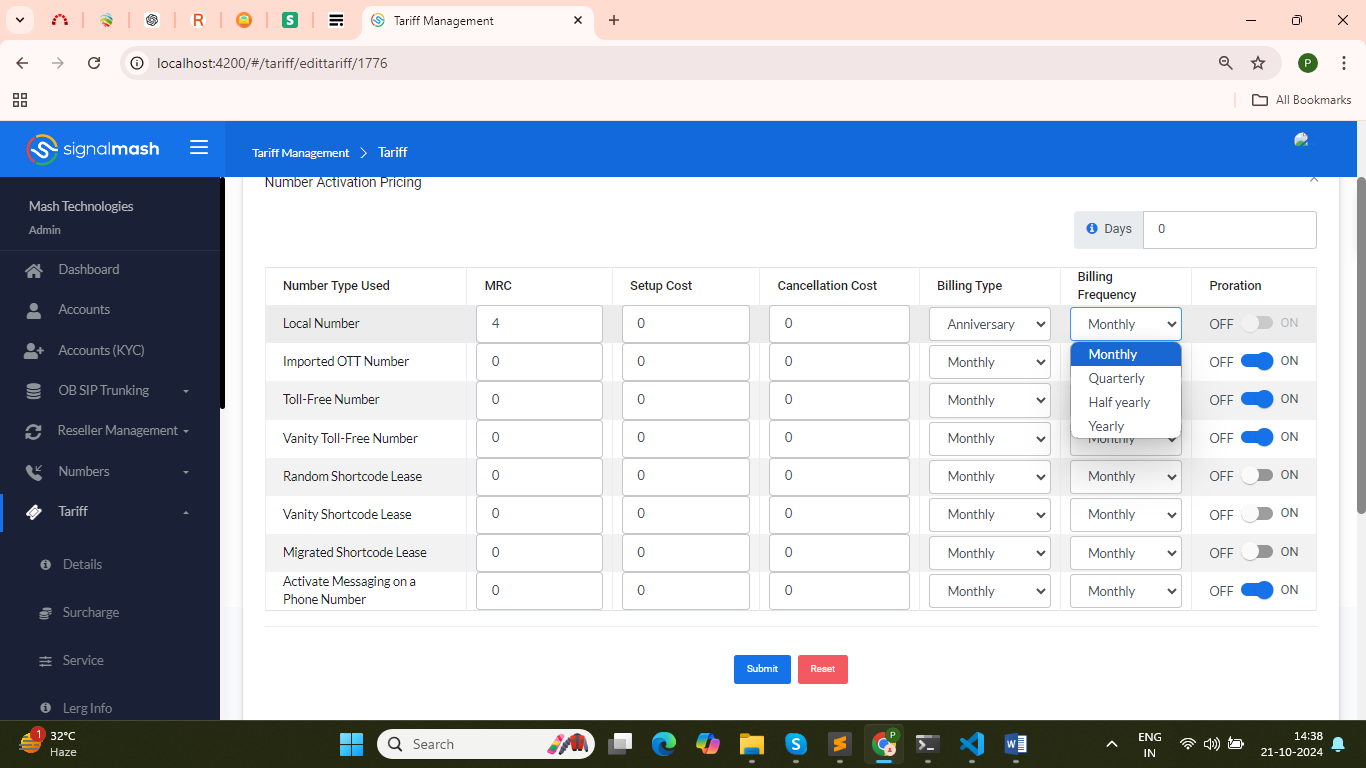 Tariff Management
localhost:4200/#/tariff/edittariff/1776
P
All Bookmarks
signalmash
Tariff Management > Tariff
Mash Technologies
Admin
Dashboard
Accounts
Accounts (KYC)
OB SIP Trunking
Reseller Management
Numbers
Tariff
Details
Surcharge
Service
Lerg Info
Number Activation Pricing
Days 0
Number Type Used MRC Setup Cost Cancellation Cost Billing Type Billing Frequency Proration
Local Number 4 0 0 Anniversary Monthly OFF ON
Monthly
Quarterly
Half yearly
Yearly
Imported OTT Number 0 0 0 Monthly OFF ON
Toll-Free Number 0 0 0 Monthly OFF ON
Vanity Toll-Free Number 0 0 0 Monthly Monthly OFF ON
Random Shortcode Lease 0 0 0 Monthly Monthly OFF ON
Vanity Shortcode Lease 0 0 0 Monthly Monthly OFF ON
Migrated Shortcode Lease 0 0 0 Monthly Monthly OFF ON
Activate Messaging on a
Phone Number 0 0 0 Monthly Monthly OFF ON
Submit Reset
1
32°C
Haze
Search
ENG
IN
14:38
21-10-2024